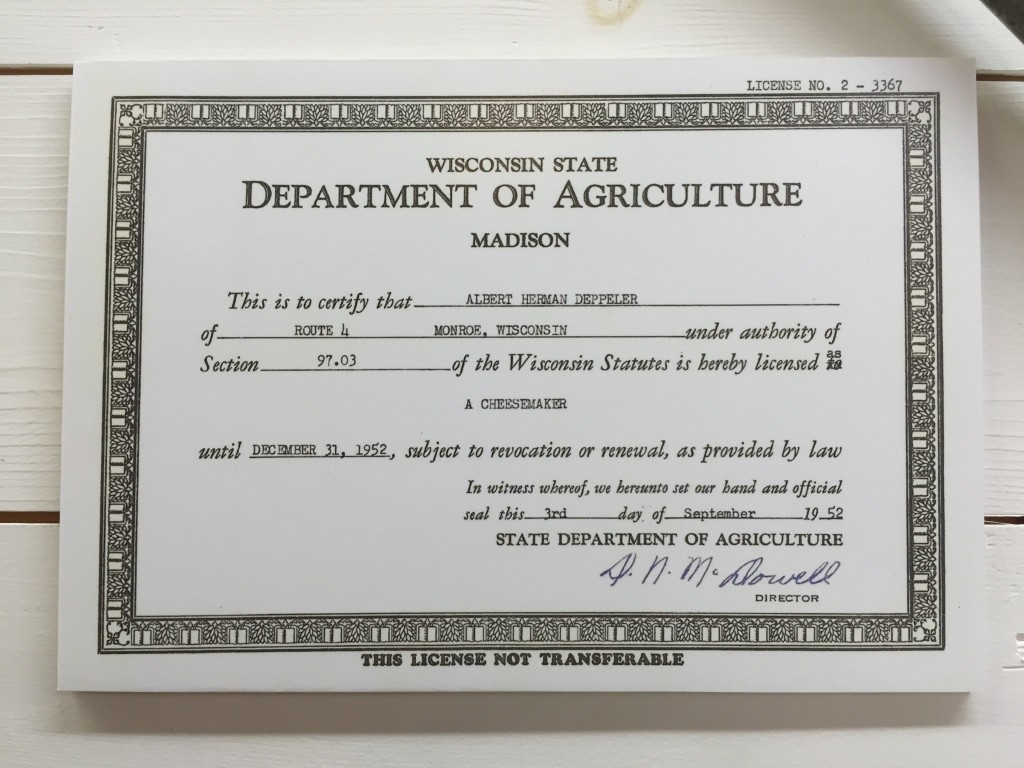 LICENSE NO. 2 - 3367
WISCONSIN STATE
DEPARTMENT OF AGRICULTURE
MADISON
This is to certify that ALBERT HERMAN DEPPELER
of ROUTE 4 MONROE, WISCONSIN under authority of
Section 97.03 of the Wisconsin Statutes is hereby licensed as to
A CHEESEMAKER
until DECEMBER 31, 1952, subject to revocation or renewal, as provided by law
In witness whereof, we hereunto set our hand and official
seal this 3rd day of September 1952
STATE DEPARTMENT OF AGRICULTURE
D. N. McDowell
DIRECTOR
THIS LICENSE NOT TRANSFERABLE